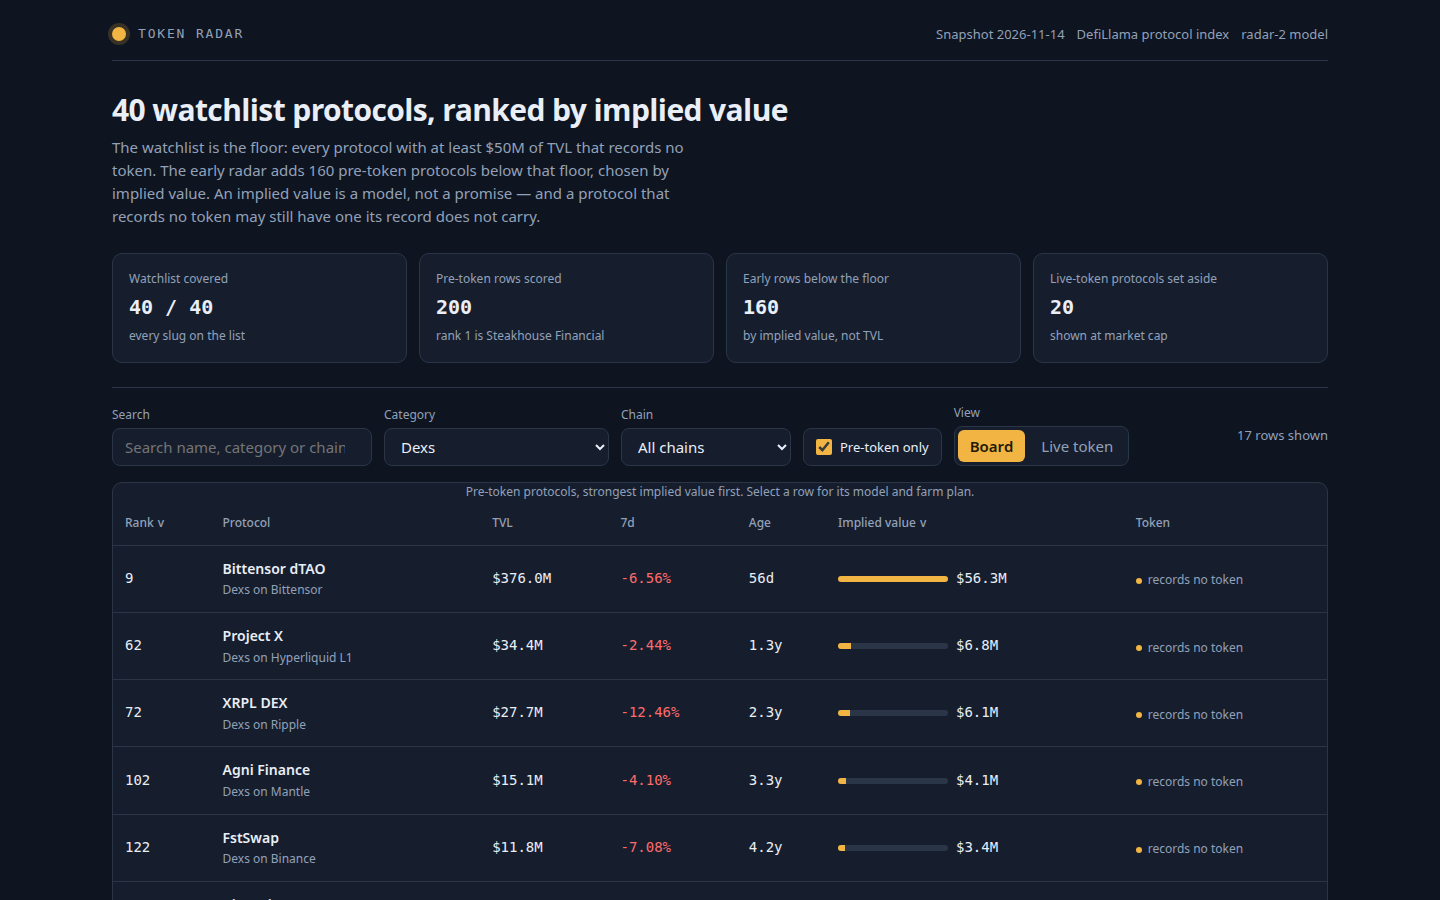 TOKEN RADAR
Snapshot 2026-11-14 DefiLlama protocol index radar-2 model
40 watchlist protocols, ranked by implied value
The watchlist is the floor: every protocol with at least $50M of TVL that records no
token. The early radar adds 160 pre-token protocols below that floor, chosen by
implied value. An implied value is a model, not a promise — and a protocol that
records no token may still have one its record does not carry.
Watchlist covered
40 / 40
every slug on the list
Pre-token rows scored
200
rank 1 is Steakhouse Financial
Early rows below the floor
160
by implied value, not TVL
Live-token protocols set aside
20
shown at market cap
Search
Search name, category or chain
Category
Dexs
Chain
All chains
Pre-token only
View
Board Live token
17 rows shown
Pre-token protocols, strongest implied value first. Select a row for its model and farm plan.
Rank v Protocol TVL 7d Age Implied value v Token
9 Bittensor dTAO $376.0M -6.56% 56d $56.3M records no token
Dexs on Bittensor
62 Project X $34.4M -2.44% 1.3y $6.8M records no token
Dexs on Hyperliquid L1
72 XRPL DEX $27.7M -12.46% 2.3y $6.1M records no token
Dexs on Ripple
102 Agni Finance $15.1M -4.10% 3.3y $4.1M records no token
Dexs on Mantle
122 FstSwap $11.8M -7.08% 4.2y $3.4M records no token
Dexs on Binance